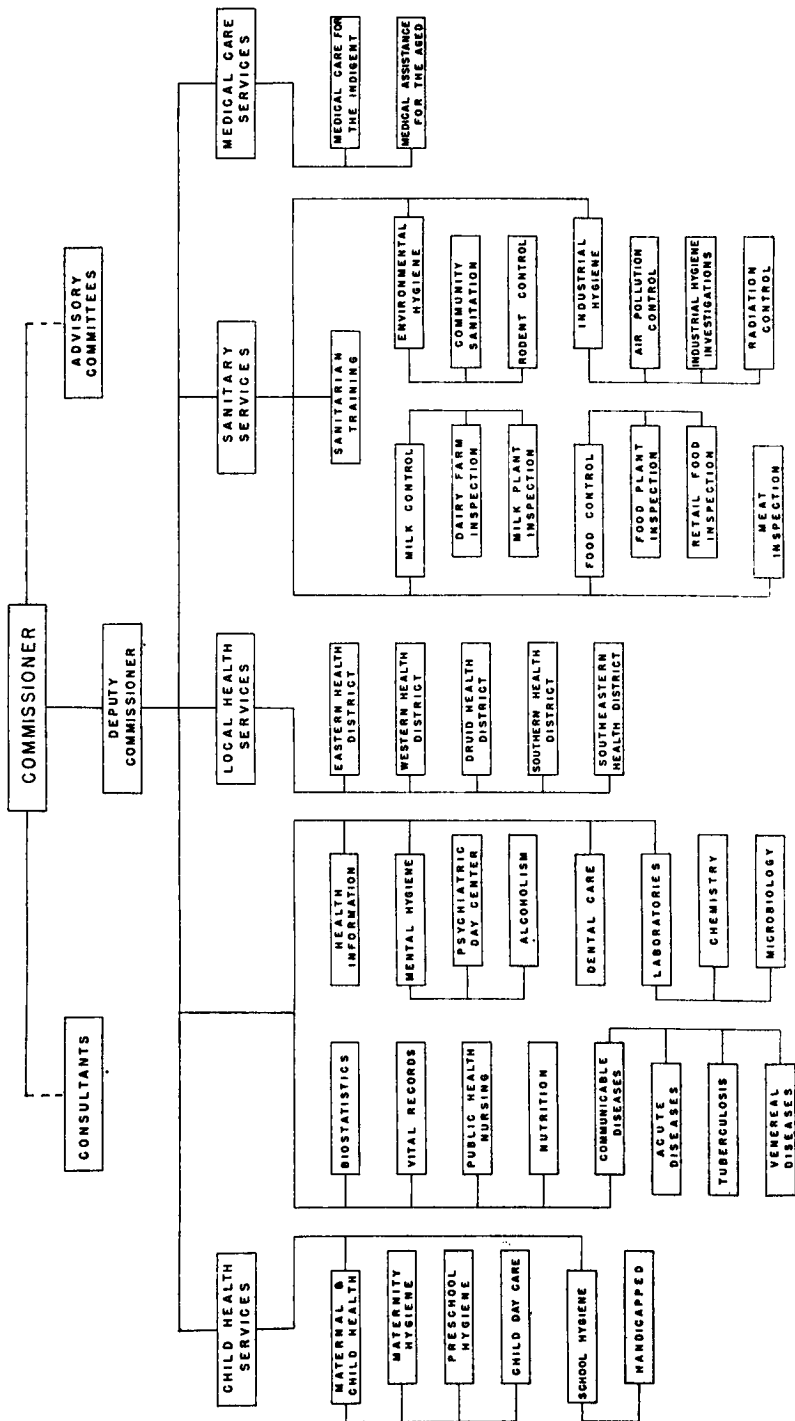 COMMISSIONER
CONSULTANTS
ADVISORY
COMMITTEES
DEPUTY
COMMISSIONER
CHILD HEALTH
SERVICES
LOCAL HEALTH
SERVICES
SANITARY
SERVICES
MEDICAL CARE
SERVICES
MATERNAL &
CHILD HEALTH
MATERNITY
HYGIENE
PRESCHOOL
HYGIENE
CHILD DAY CARE
SCHOOL HYGIENE
HANDICAPPED
BIOSTATISTICS
VITAL RECORDS
PUBLIC HEALTH
NURSING
NUTRITION
COMMUNICABLE
DISEASES
ACUTE
DISEASES
TUBERCULOSIS
VENEREAL
DISEASES
HEALTH
INFORMATION
MENTAL HYGIENE
PSYCHIATRIC
DAY CENTER
ALCOHOLISM
DENTAL CARE
LABORATORIES
CHEMISTRY
MICROBIOLOGY
EASTERN HEALTH
DISTRICT
WESTERN HEALTH
DISTRICT
DRUID HEALTH
DISTRICT
SOUTHERN HEALTH
DISTRICT
SOUTHEASTERN
HEALTH DISTRICT
SANITARIAN
TRAINING
MILK CONTROL
DAIRY FARM
INSPECTION
MILK PLANT
INSPECTION
FOOD CONTROL
FOOD PLANT
INSPECTION
RETAIL FOOD
INSPECTION
MEAT
INSPECTION
ENVIRONMENTAL
HYGIENE
COMMUNITY
SANITATION
RODENT CONTROL
INDUSTRIAL
HYGIENE
AIR POLLUTION
CONTROL
INDUSTRIAL HYGIENE
INVESTIGATIONS
RADIATION
CONTROL
MEDICAL CARE FOR
THE INDIGENT
MEDICAL ASSISTANCE
FOR THE AGED